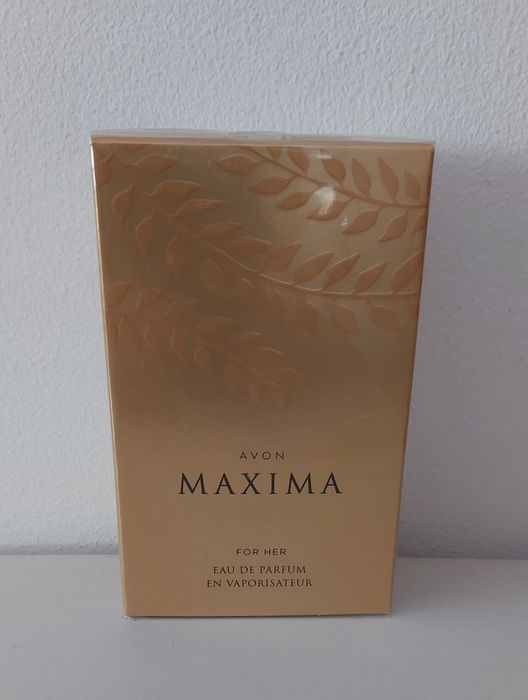 AVON
MAXIMA
FOR HER
EAU DE PARFUM
EN VAPORISATEUR